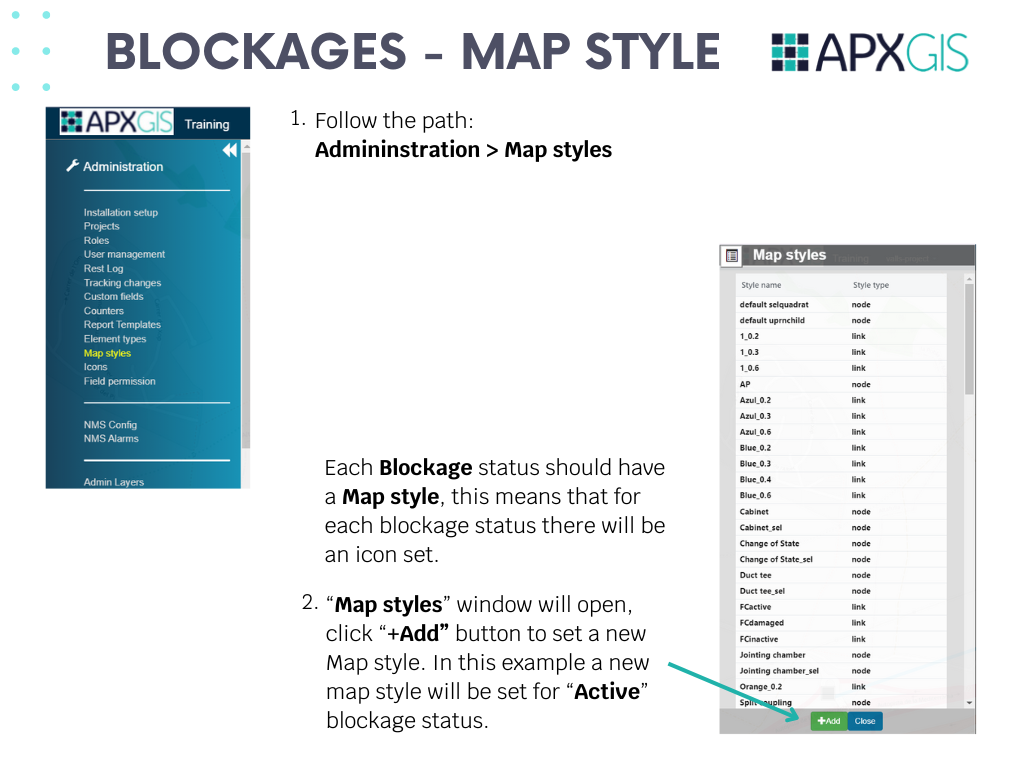 BLOCKAGES - MAP STYLE
APXGIS
APXGIS Training
Administration
Installation setup
Projects
Roles
User management
Rest Log
Tracking changes
Custom fields
Counters
Report Templates
Element types
Map styles
Icons
Field permission
NMS Config
NMS Alarms
Admin Layers
1. Follow the path:
Admininstration > Map styles
Each Blockage status should have
a Map style, this means that for
each blockage status there will be
an icon set.
2. “Map styles” window will open,
click “+Add” button to set a new
Map style. In this example a new
map style will be set for “Active”
blockage status.
Map styles
Style name Style type
default selquadrat node
default uprnchild node
1_0.2 link
1_0.3 link
1_0.6 link
AP node
Azul_0.2 link
Azul_0.3 link
Azul_0.6 link
Blue_0.2 link
Blue_0.3 link
Blue_0.4 link
Blue_0.6 link
Cabinet node
Cabinet_sel node
Change of State node
Change of State_sel node
Duct tee node
Duct tee_sel node
FCactive link
FCdamaged link
FCinactive link
Jointing chamber node
Jointing chamber_sel node
Orange_0.2 link
Split coupling node
+Add Close